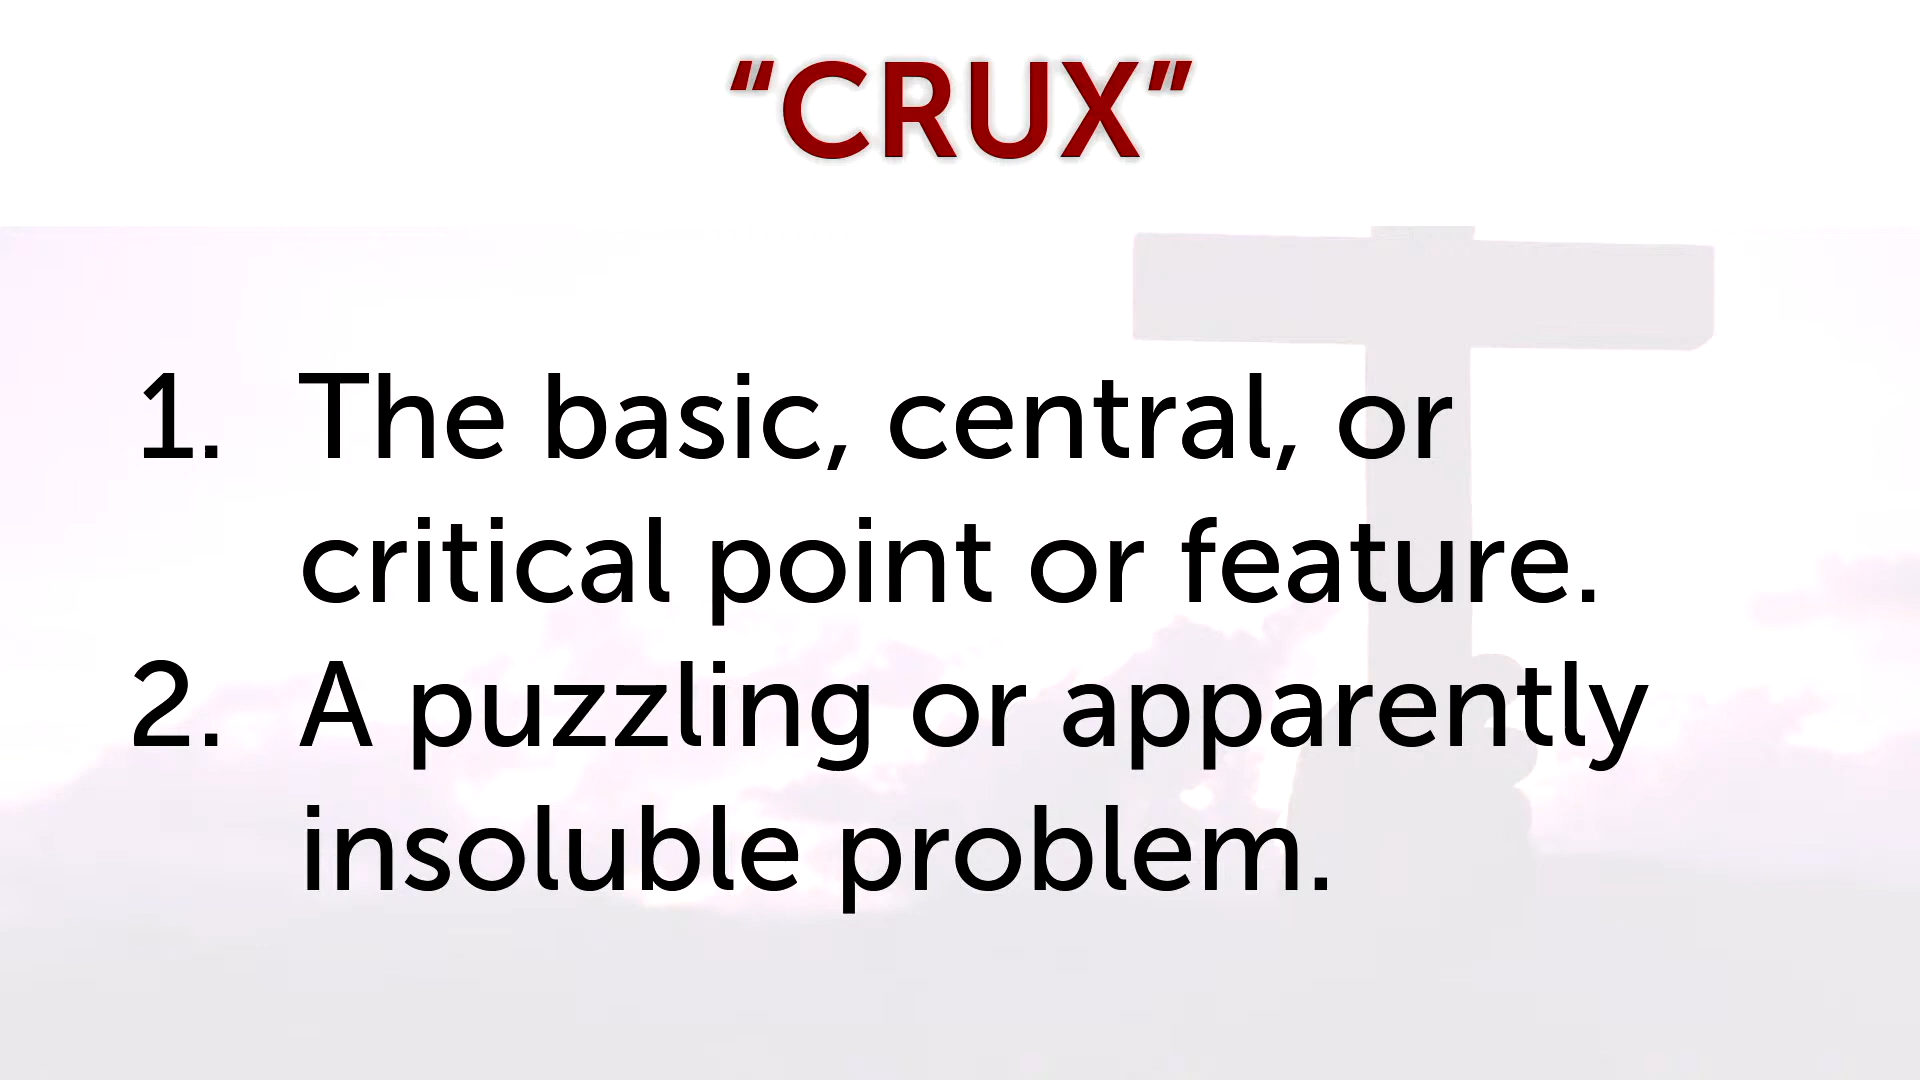 "CRUX"
1. The basic, central, or
critical point or feature.
2. A puzzling or apparently
insoluble problem.